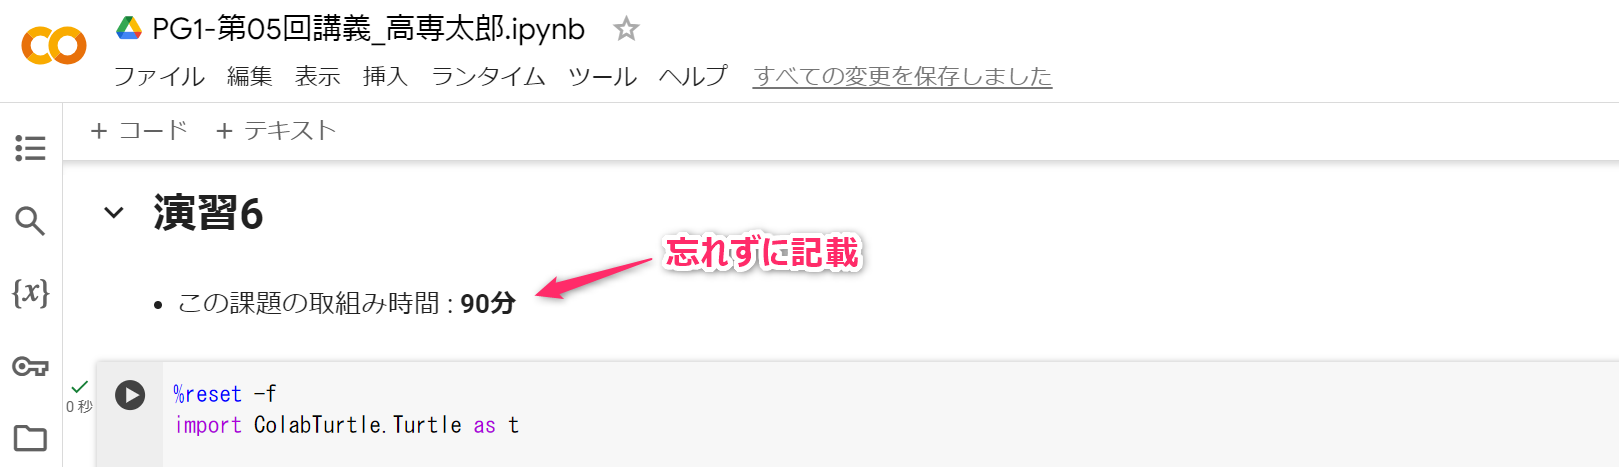 PG1-第05回講義_高専太郎.ipynb
ファイル 編集 表示 挿入 ランタイム ツール ヘルプ すべての変更を保存しました
+ コード + テキスト
演習6
忘れずに記載
この課題の取組み時間 : 90分
{x}
0 秒
%reset -f
import ColabTurtle.Turtle as t